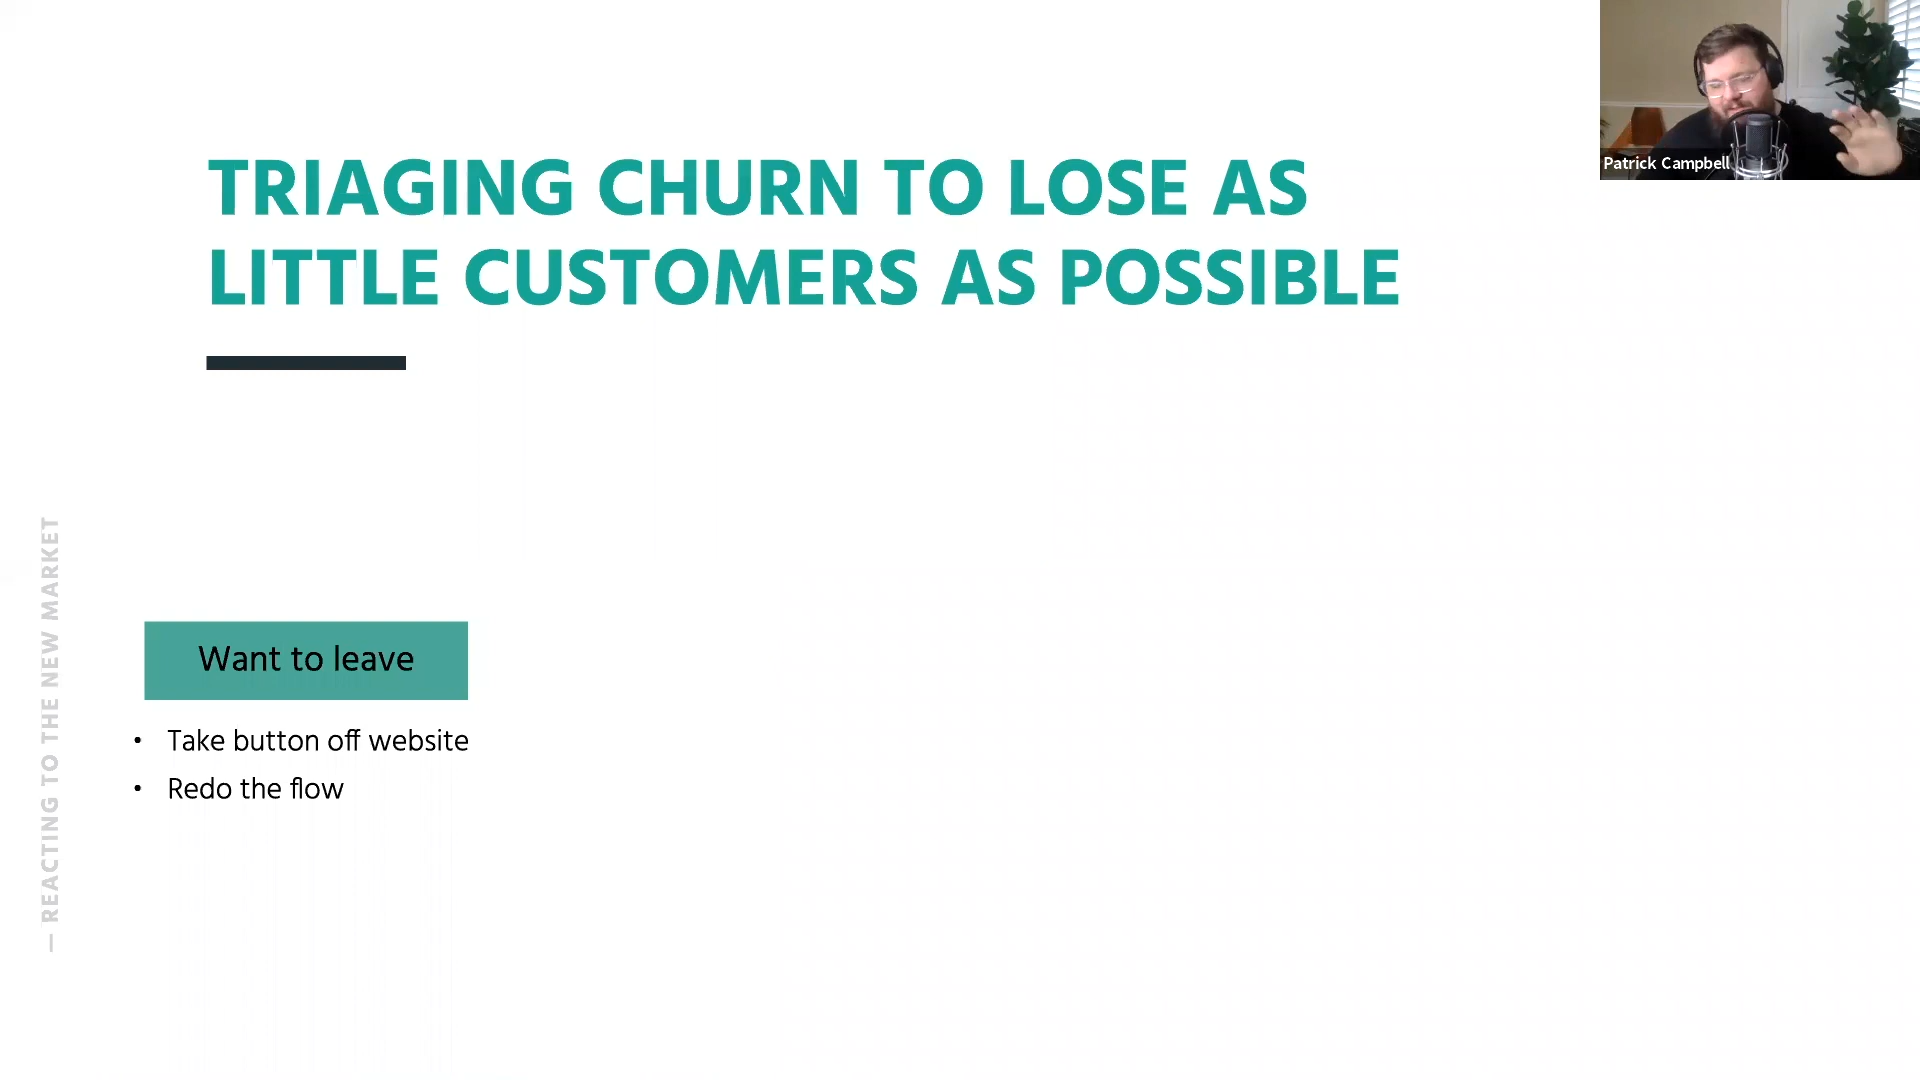 TRIAGING CHURN TO LOSE AS
LITTLE CUSTOMERS AS POSSIBLE
Patrick Campbell
— REACTING TO THE NEW MARKET
Want to leave
• Take button off website
• Redo the flow